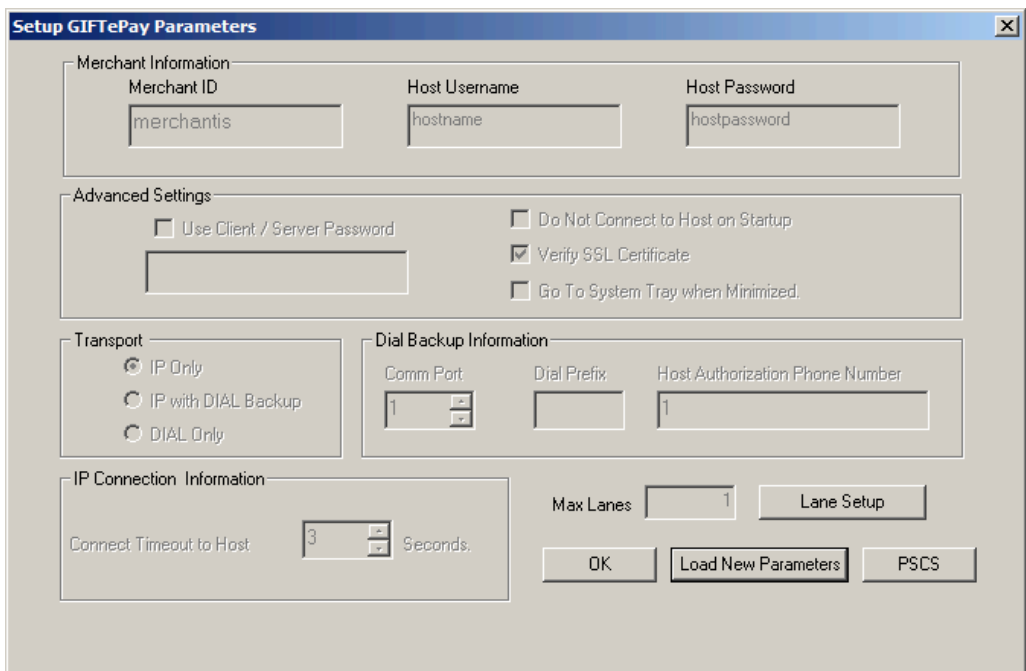 Setup GIFTePay Parameters
Merchant Information
Merchant ID Host Username Host Password
merchantis hostname hostpassword
Advanced Settings
Use Client / Server Password
Do Not Connect to Host on Startup
Verify SSL Certificate
Go To System Tray when Minimized.
Transport
IP Only
IP with DIAL Backup
DIAL Only
Dial Backup Information
Comm Port Dial Prefix Host Authorization Phone Number
1 1
IP Connection Information
Connect Timeout to Host 3 Seconds.
Max Lanes 1 Lane Setup
OK Load New Parameters PSCS